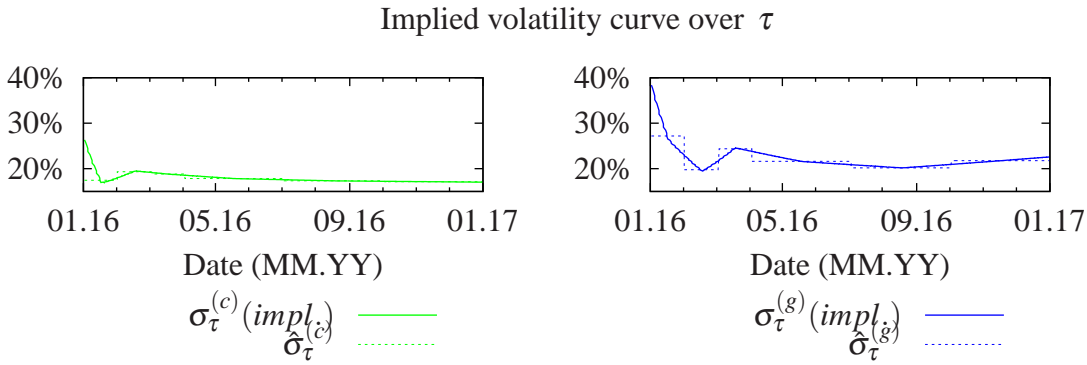 Implied volatility curve over τ
40%
30%
20%
01.16 05.16 09.16 01.17
Date (MM.YY)
σ_τ^(c)(impl.)
σ̂_τ^(c)
40%
30%
20%
01.16 05.16 09.16 01.17
Date (MM.YY)
σ_τ^(g)(impl.)
σ̂_τ^(g)